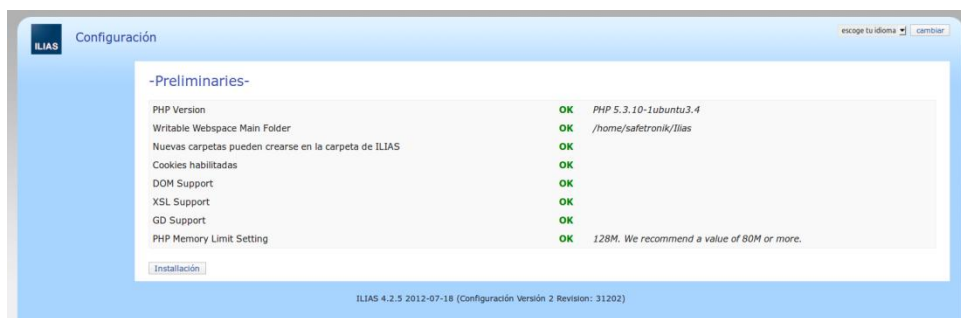 ILIAS
Configuración
escoge tu idioma cambiar
-Preliminaries-
PHP Version OK PHP 5.3.10-1ubuntu3.4
Writable Webspace Main Folder OK /home/safetronik/Ilias
Nuevas carpetas pueden crearse en la carpeta de ILIAS OK
Cookies habilitadas OK
DOM Support OK
XSL Support OK
GD Support OK
PHP Memory Limit Setting OK 128M. We recommend a value of 80M or more.
Installación
ILIAS 4.2.5 2012-07-18 (Configuración Versión 2 Revision: 31202)